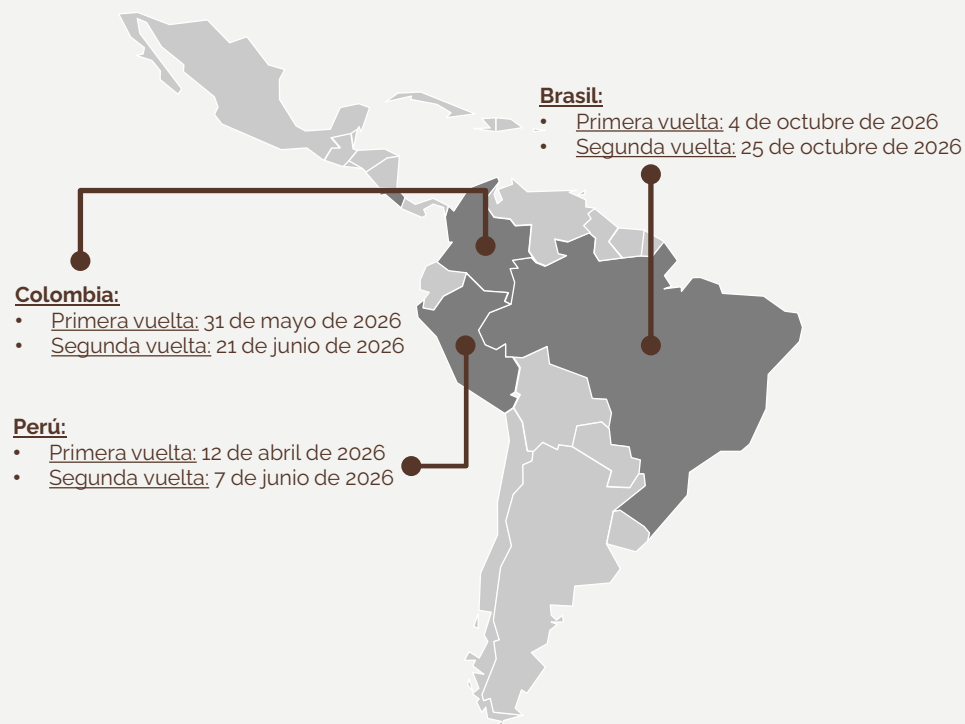 Brasil:
• Primera vuelta: 4 de octubre de 2026
• Segunda vuelta: 25 de octubre de 2026
Colombia:
• Primera vuelta: 31 de mayo de 2026
• Segunda vuelta: 21 de junio de 2026
Perú:
• Primera vuelta: 12 de abril de 2026
• Segunda vuelta: 7 de junio de 2026